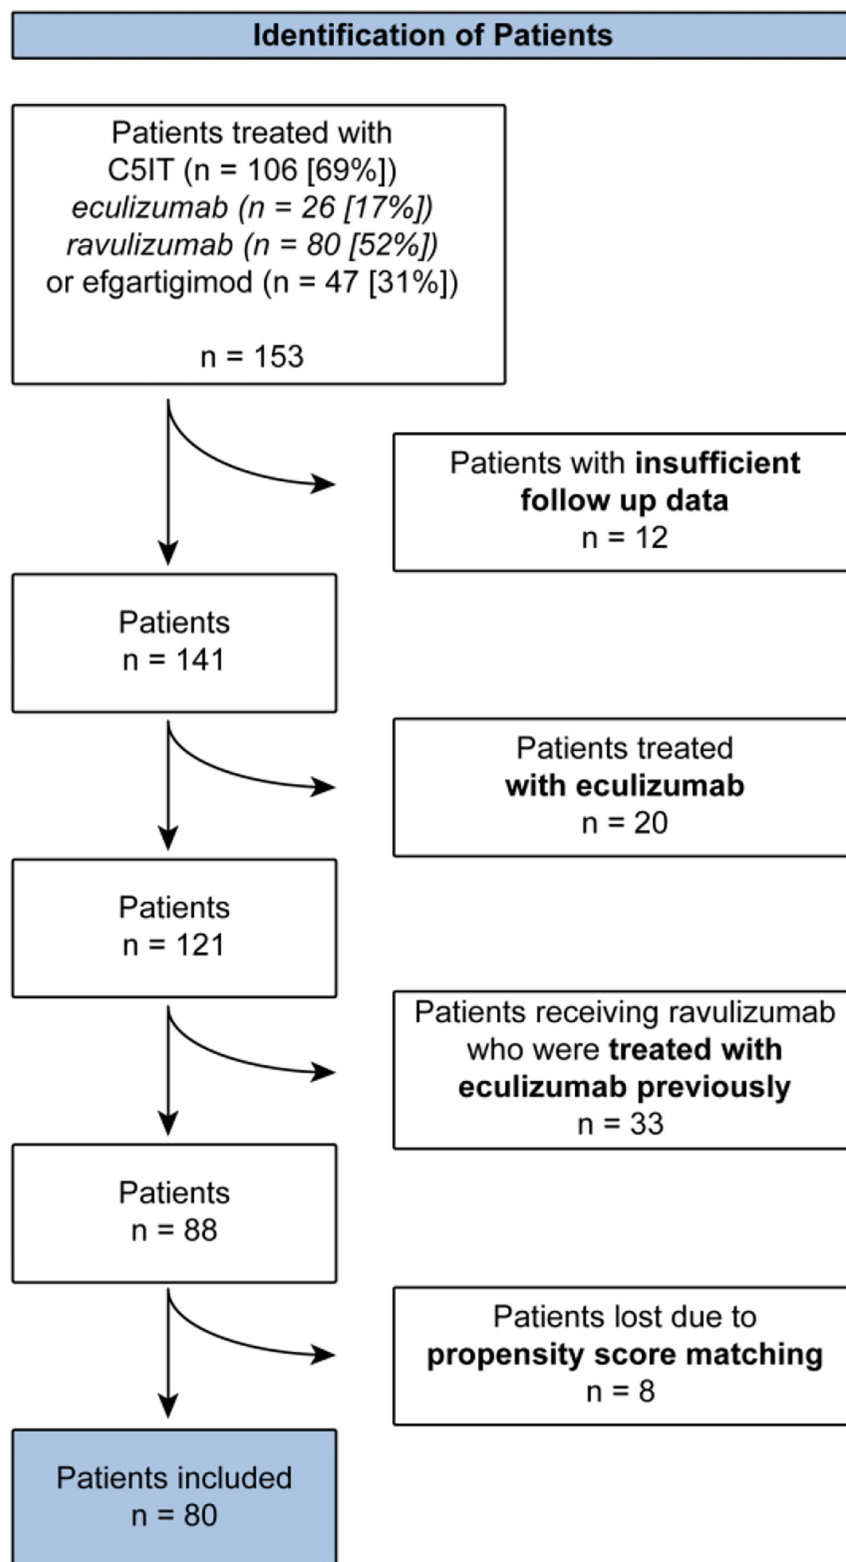 Identification of Patients
Patients treated with
C5IT (n = 106 [69%])
eculizumab (n = 26 [17%])
ravulizumab (n = 80 [52%])
or efgartigimod (n = 47 [31%])
n = 153
Patients with insufficient
follow up data
n = 12
Patients
n = 141
Patients treated
with eculizumab
n = 20
Patients
n = 121
Patients receiving ravulizumab
who were treated with
eculizumab previously
n = 33
Patients
n = 88
Patients lost due to
propensity score matching
n = 8
Patients included
n = 80